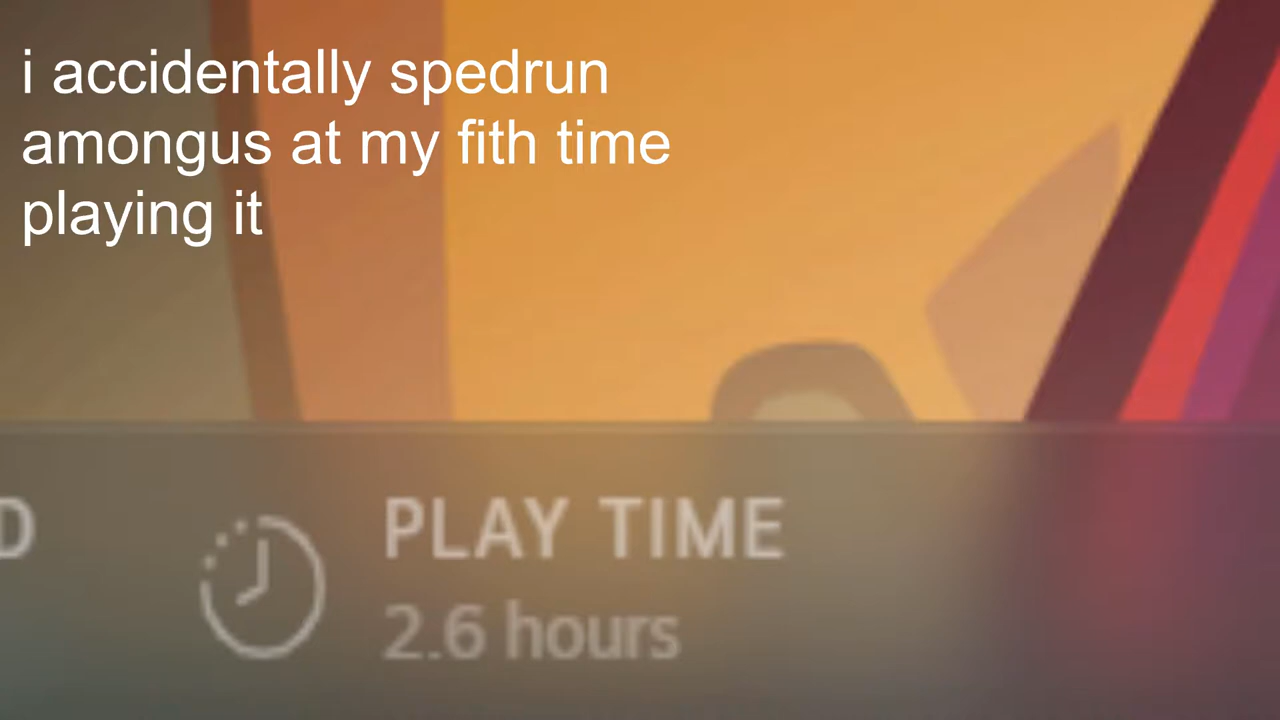 i accidentally spedrun
amongus at my fith time
playing it
D
PLAY TIME
2.6 hours